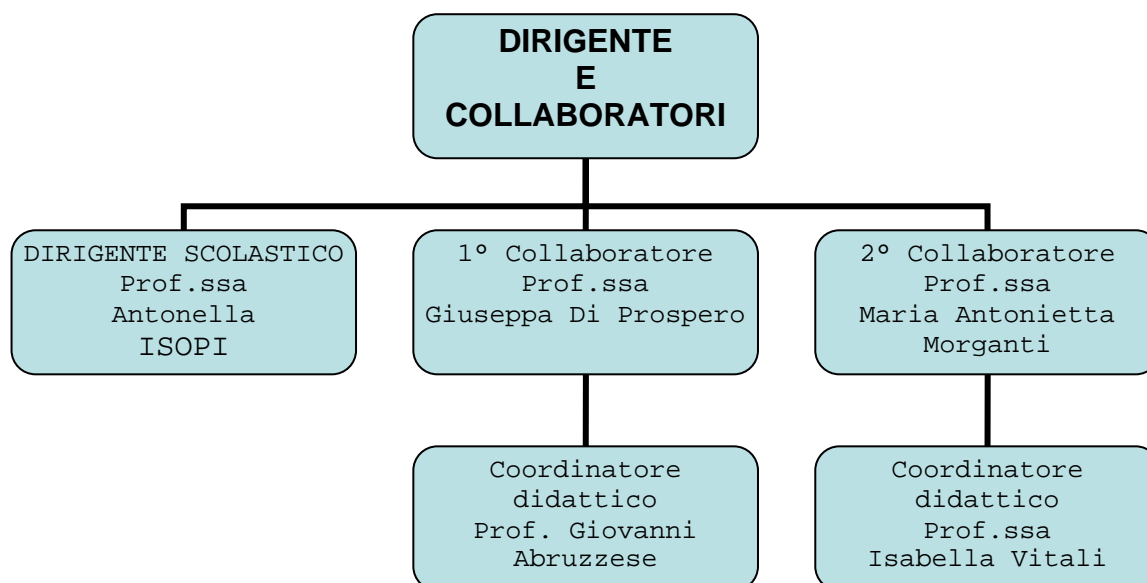 DIRIGENTE
E
COLLABORATORI
DIRIGENTE SCOLASTICO
Prof.ssa
Antonella
ISOPI
1° Collaboratore
Prof.ssa
Giuseppa Di Prospero
2° Collaboratore
Prof.ssa
Maria Antonietta
Morganti
Coordinatore
didattico
Prof. Giovanni
Abruzzese
Coordinatore
didattico
Prof.ssa
Isabella Vitali